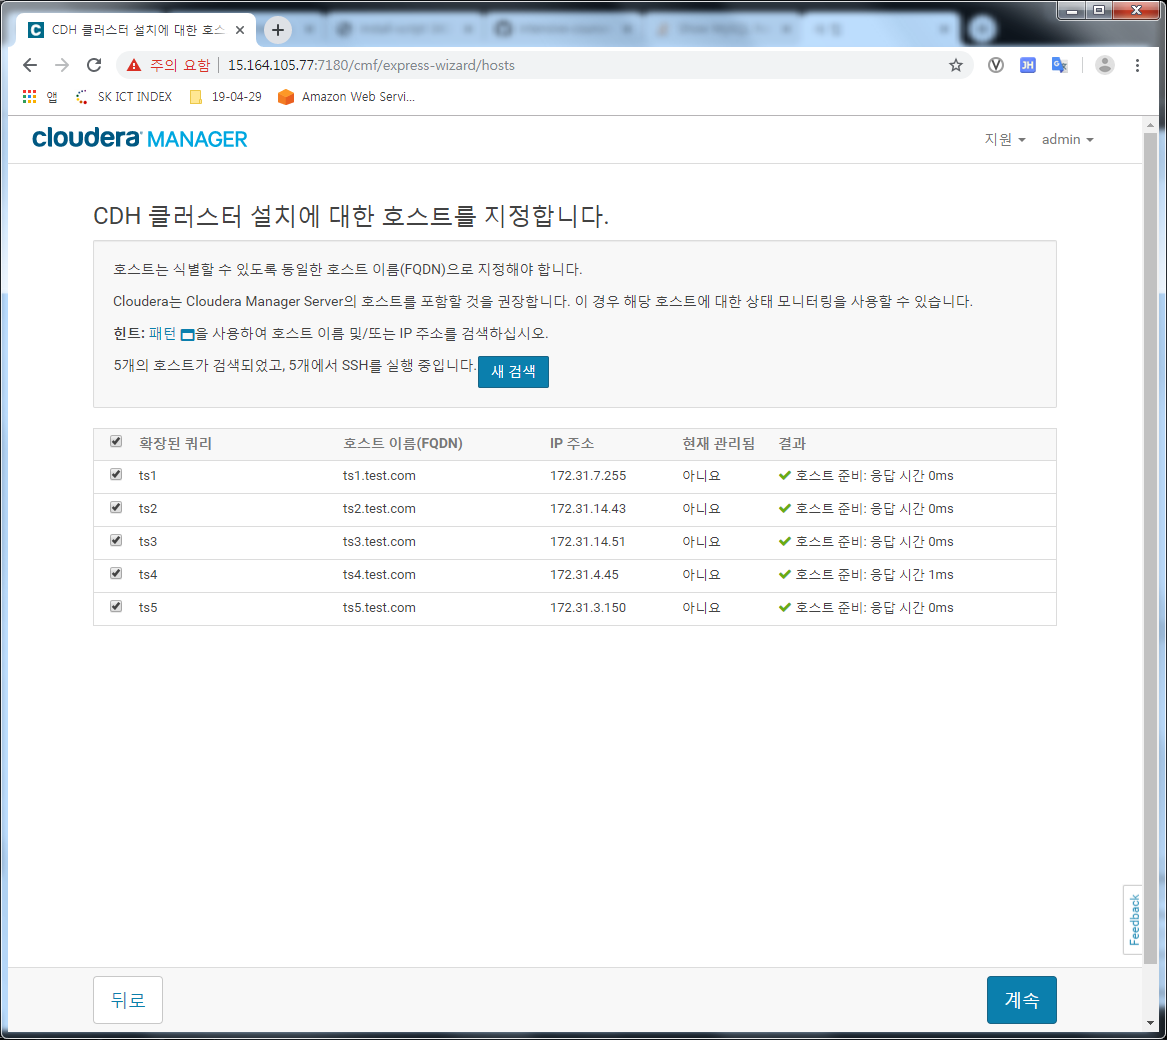 CDH 클러스터 설치에 대한 호스
주의 요함 15.164.105.77:7180/cmf/express-wizard/hosts
JH
앱 SK ICT INDEX 19-04-29 Amazon Web Servi...
cloudera MANAGER 지원 admin
CDH 클러스터 설치에 대한 호스트를 지정합니다.
호스트는 식별할 수 있도록 동일한 호스트 이름(FQDN)으로 지정해야 합니다.
Cloudera는 Cloudera Manager Server의 호스트를 포함할 것을 권장합니다. 이 경우 해당 호스트에 대한 상태 모니터링을 사용할 수 있습니다.
힌트: 패턴 을 사용하여 호스트 이름 및/또는 IP 주소를 검색하십시오.
5개의 호스트가 검색되었고, 5개에서 SSH를 실행 중입니다. 새 검색
확장된 쿼리 호스트 이름(FQDN) IP 주소 현재 관리됨 결과
ts1 ts1.test.com 172.31.7.255 아니요 호스트 준비: 응답 시간 0ms
ts2 ts2.test.com 172.31.14.43 아니요 호스트 준비: 응답 시간 0ms
ts3 ts3.test.com 172.31.14.51 아니요 호스트 준비: 응답 시간 0ms
ts4 ts4.test.com 172.31.4.45 아니요 호스트 준비: 응답 시간 1ms
ts5 ts5.test.com 172.31.3.150 아니요 호스트 준비: 응답 시간 0ms
Feedback
뒤로 계속